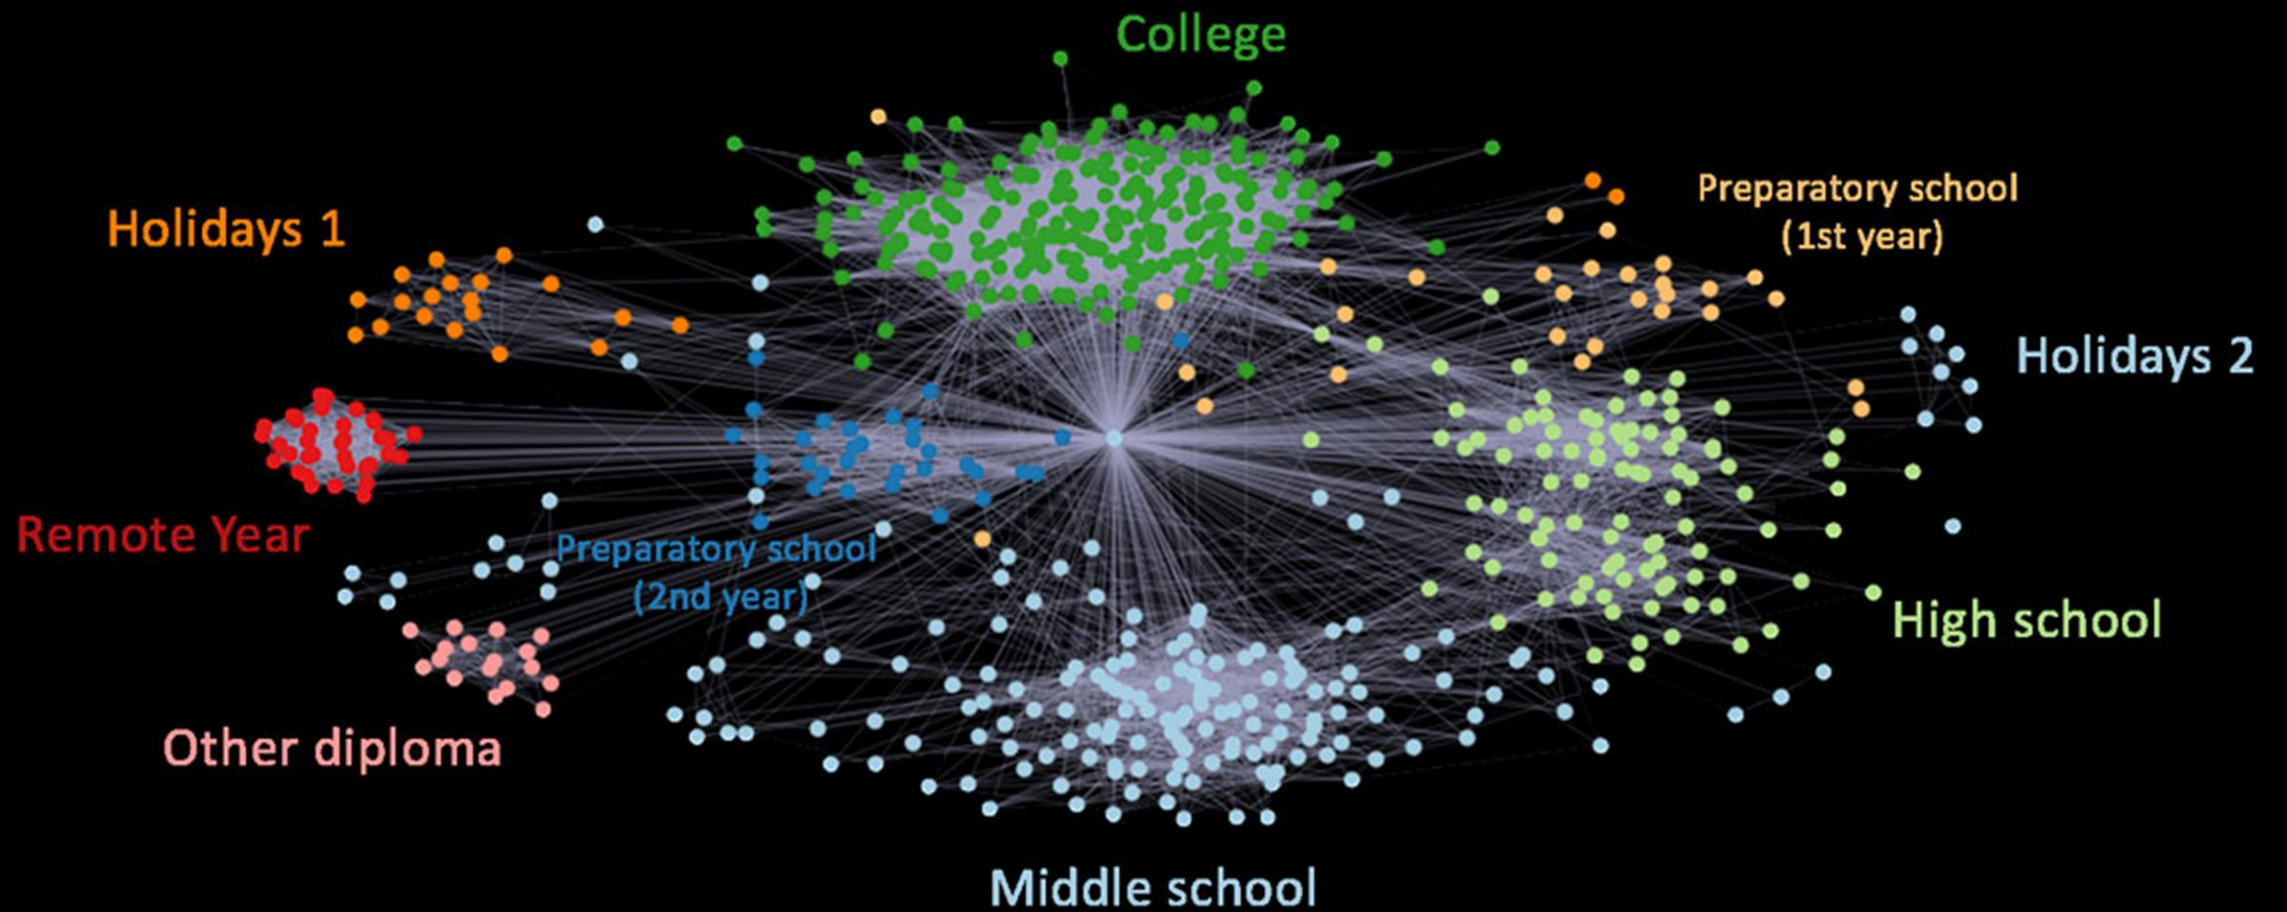 College
Preparatory school
(1st year)
Holidays 1
Holidays 2
Remote Year
Preparatory school
(2nd year)
High school
Other diploma
Middle school